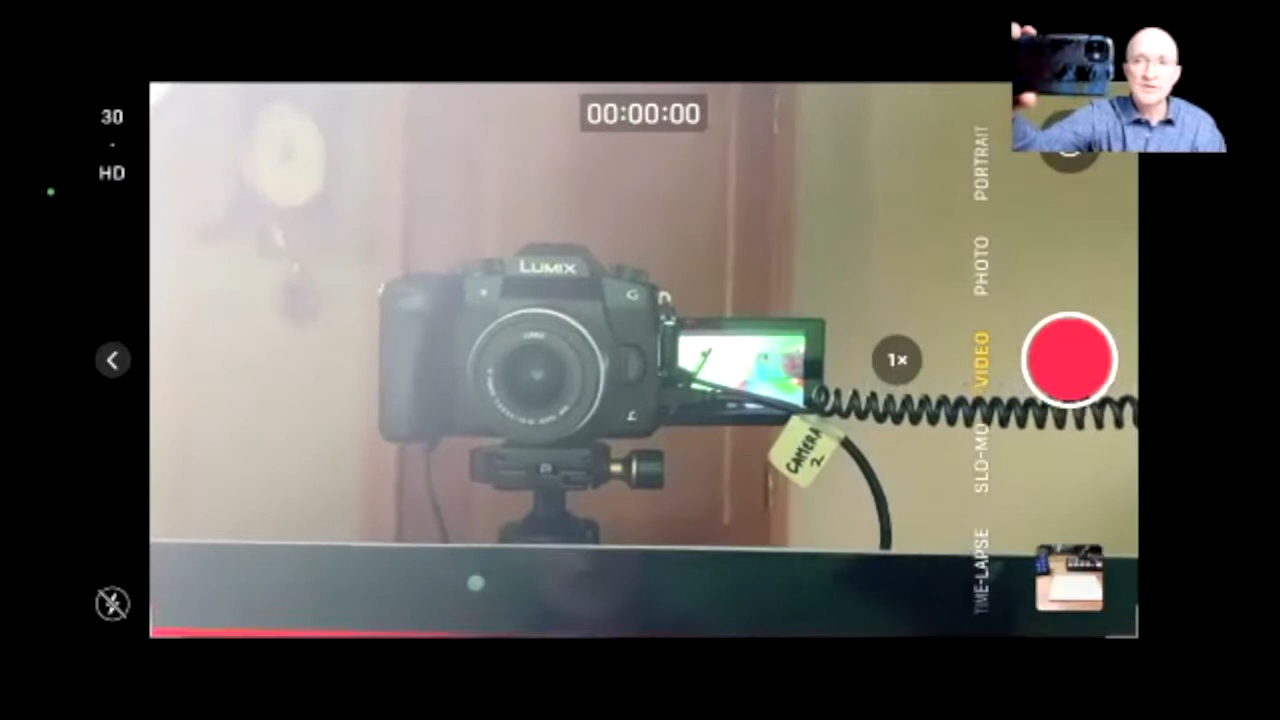 30
HD
00:00:00
LUMIX
G
CAMERA
2
1×
PORTRAIT
PHOTO
VIDEO
SLO-MO
TIME-LAPSE